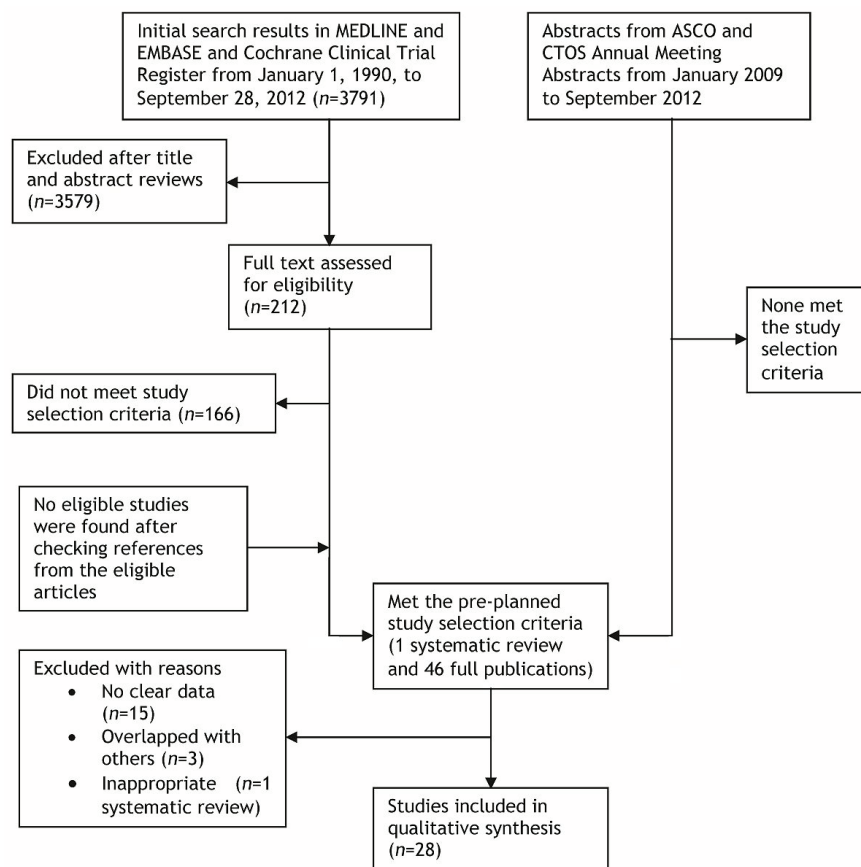 Initial search results in MEDLINE and
EMBASE and Cochrane Clinical Trial
Register from January 1, 1990, to
September 28, 2012 (n=3791)
Abstracts from ASCO and
CTOS Annual Meeting
Abstracts from January 2009
to September 2012
Excluded after title
and abstract reviews
(n=3579)
Full text assessed
for eligibility
(n=212)
None met
the study
selection
criteria
Did not meet study
selection criteria (n=166)
No eligible studies
were found after
checking references
from the eligible
articles
Met the pre-planned
study selection criteria
(1 systematic review
and 46 full publications)
Excluded with reasons
• No clear data
(n=15)
• Overlapped with
others (n=3)
• Inappropriate (n=1
systematic review)
Studies included in
qualitative synthesis
(n=28)